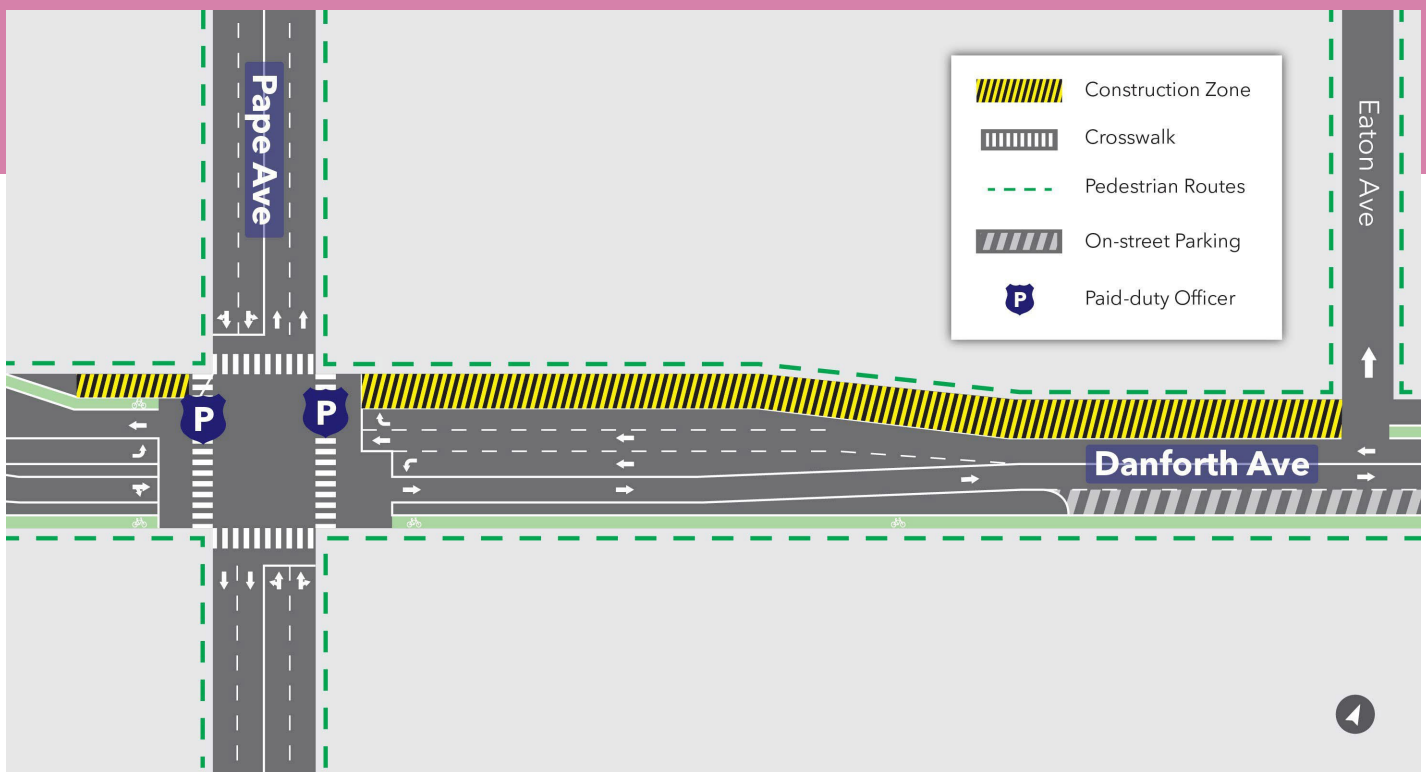 Pape Ave
Construction Zone
Crosswalk
Pedestrian Routes
On-street Parking
P
Paid-duty Officer
Eaton Ave
P
P
Danforth Ave